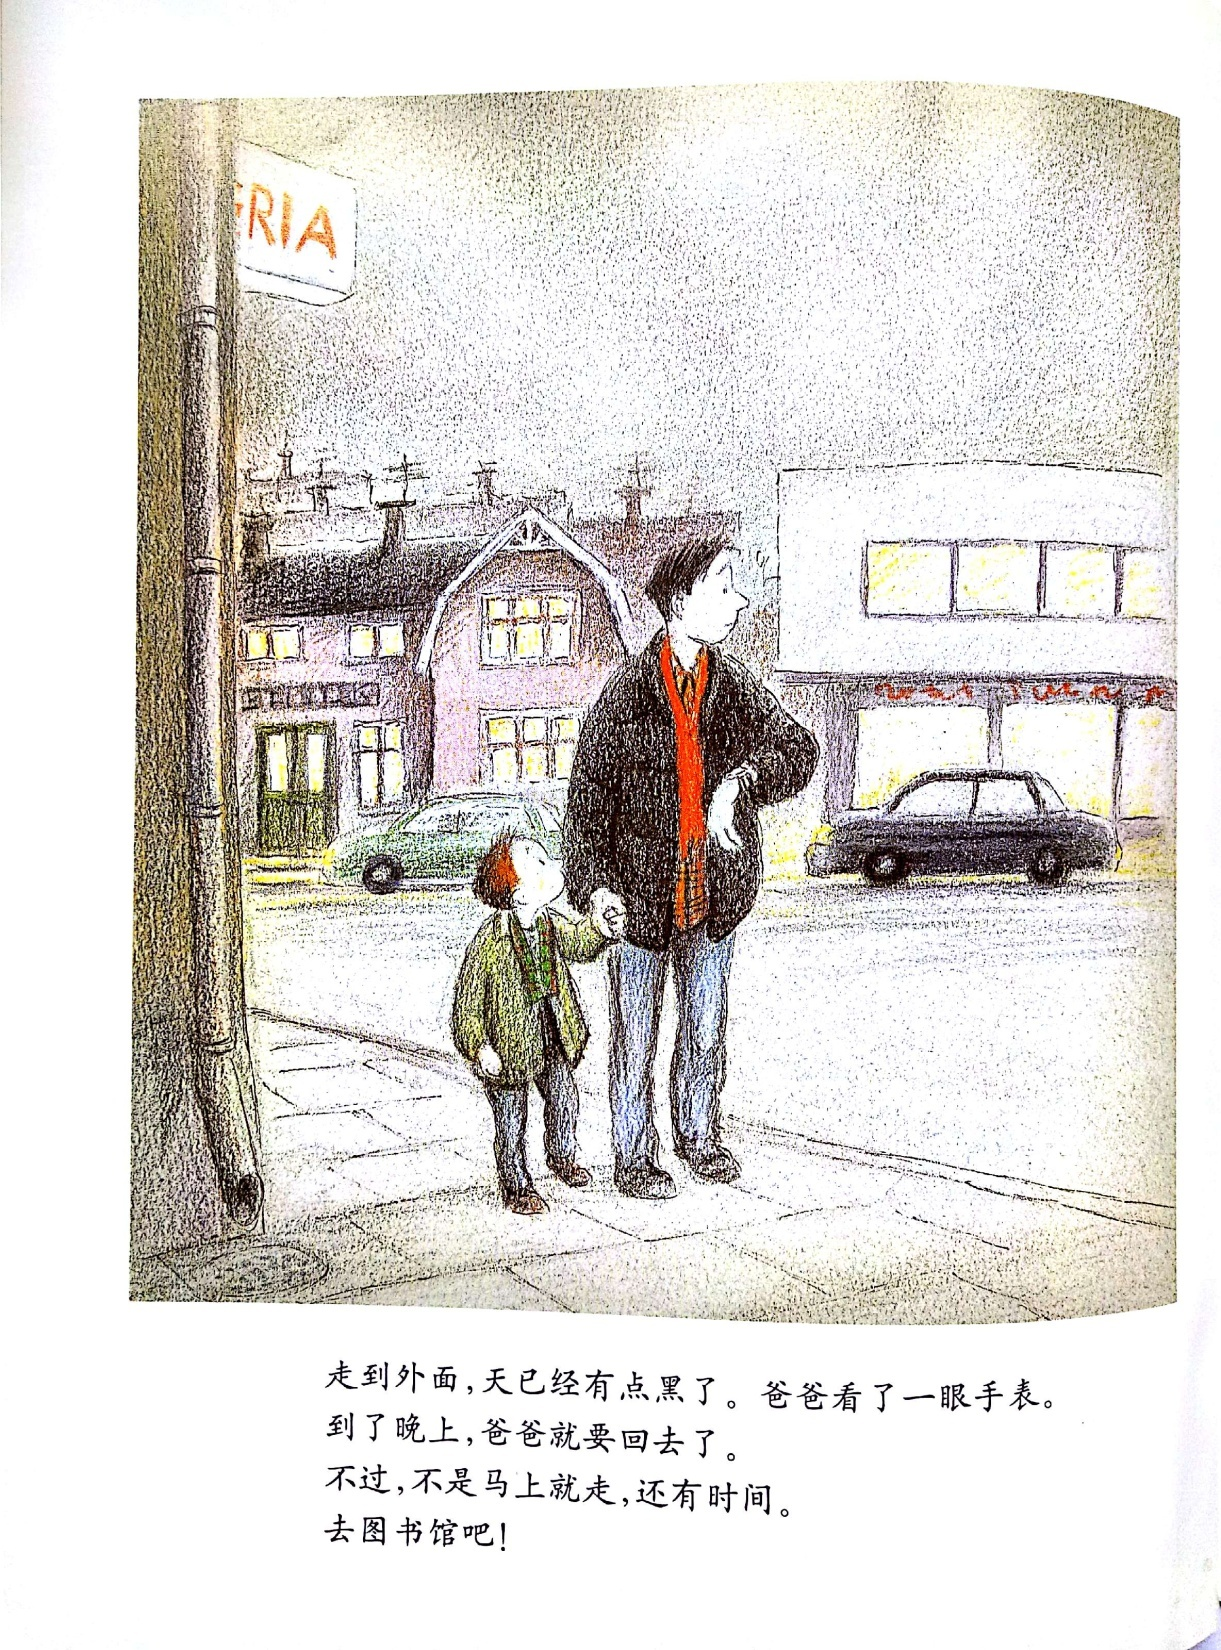 RIA
走到外面，天已经有点黑了。爸爸看了一眼手表。
到了晚上，爸爸就要回去了。
不过，不是马上就走，还有时间。
去图书馆吧！